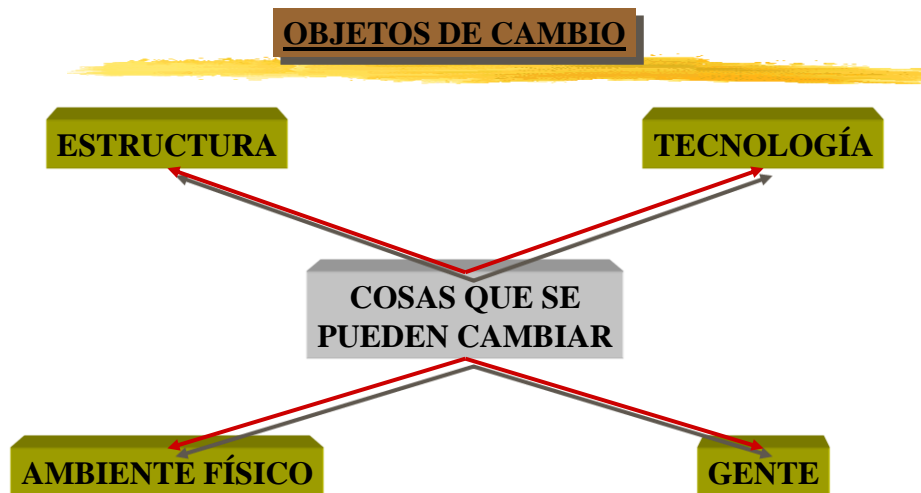 OBJETOS DE CAMBIO
ESTRUCTURA
TECNOLOGÍA
COSAS QUE SE
PUEDEN CAMBIAR
AMBIENTE FÍSICO
GENTE